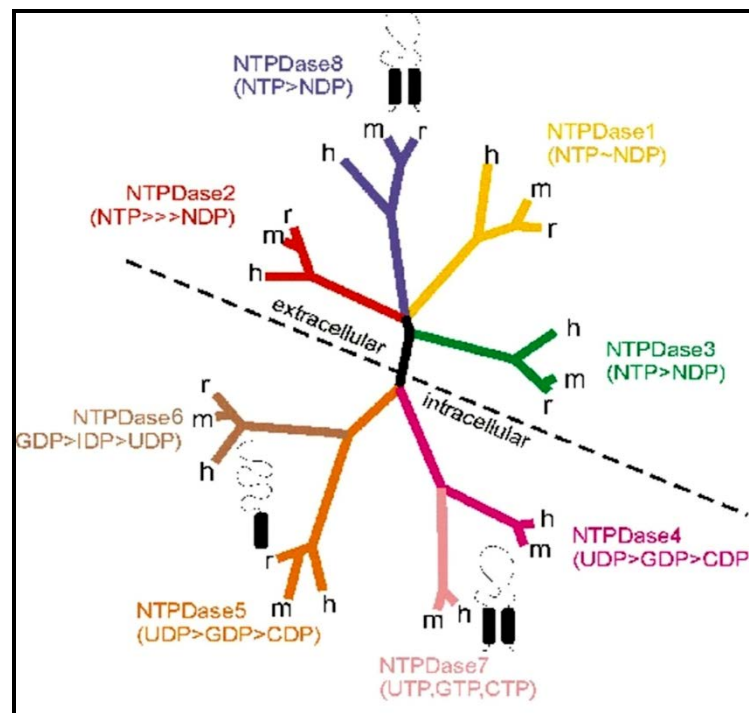 NTPDase8
(NTP>NDP)
m
r
h
NTPDase1
(NTP~NDP)
h
m
r
NTPDase2
(NTP>>>NDP)
r
m
h
extracellular
h
NTPDase3
(NTP>NDP)
m
r
intracellular
r
NTPDase6
m
GDP>IDP>UDP)
h
h
m
NTPDase4
(UDP>GDP>CDP
r
m
h
NTPDase5
(UDP>GDP>CDP)
m
h
NTPDase7
(UTP,GTP,CTP)